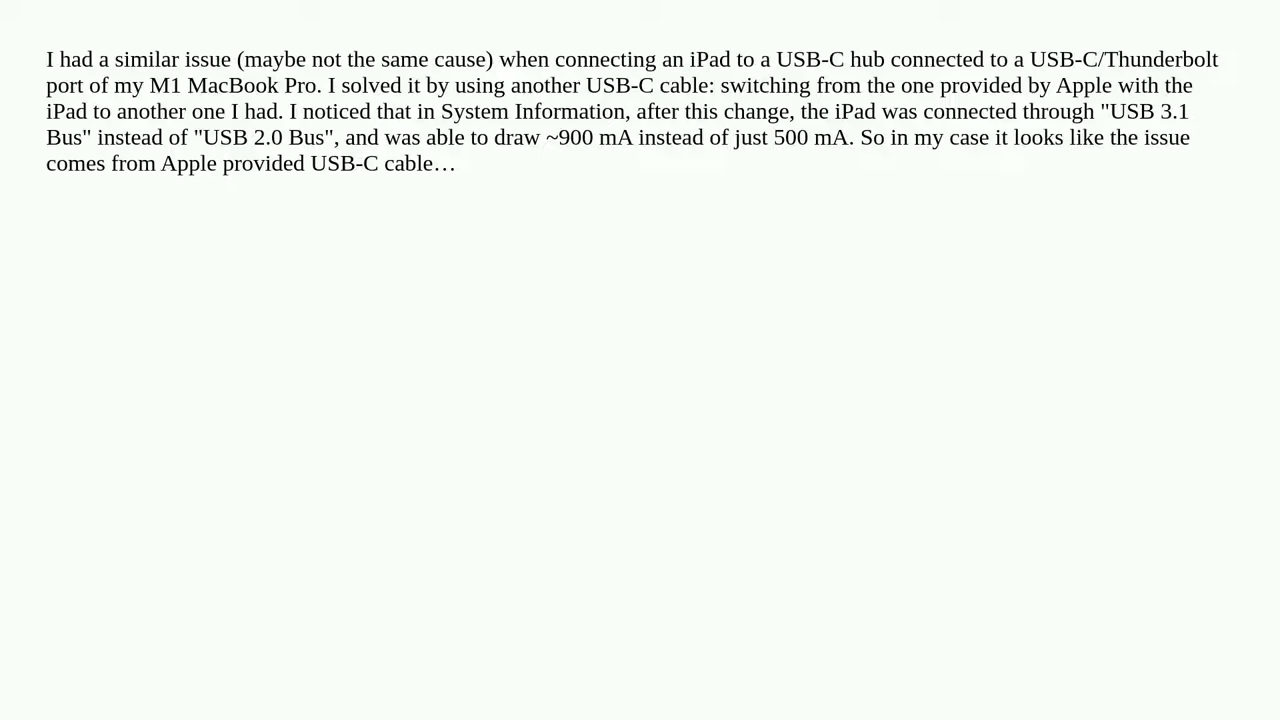 I had a similar issue (maybe not the same cause) when connecting an iPad to a USB-C hub connected to a USB-C/Thunderbolt
port of my M1 MacBook Pro. I solved it by using another USB-C cable: switching from the one provided by Apple with the
iPad to another one I had. I noticed that in System Information, after this change, the iPad was connected through "USB 3.1
Bus" instead of "USB 2.0 Bus", and was able to draw ~900 mA instead of just 500 mA. So in my case it looks like the issue
comes from Apple provided USB-C cable…